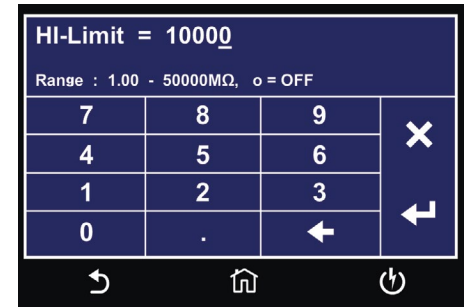 HI-Limit = 10000
Range : 1.00 - 50000MΩ, o = OFF
7 8 9
4 5 6
1 2 3
0 .